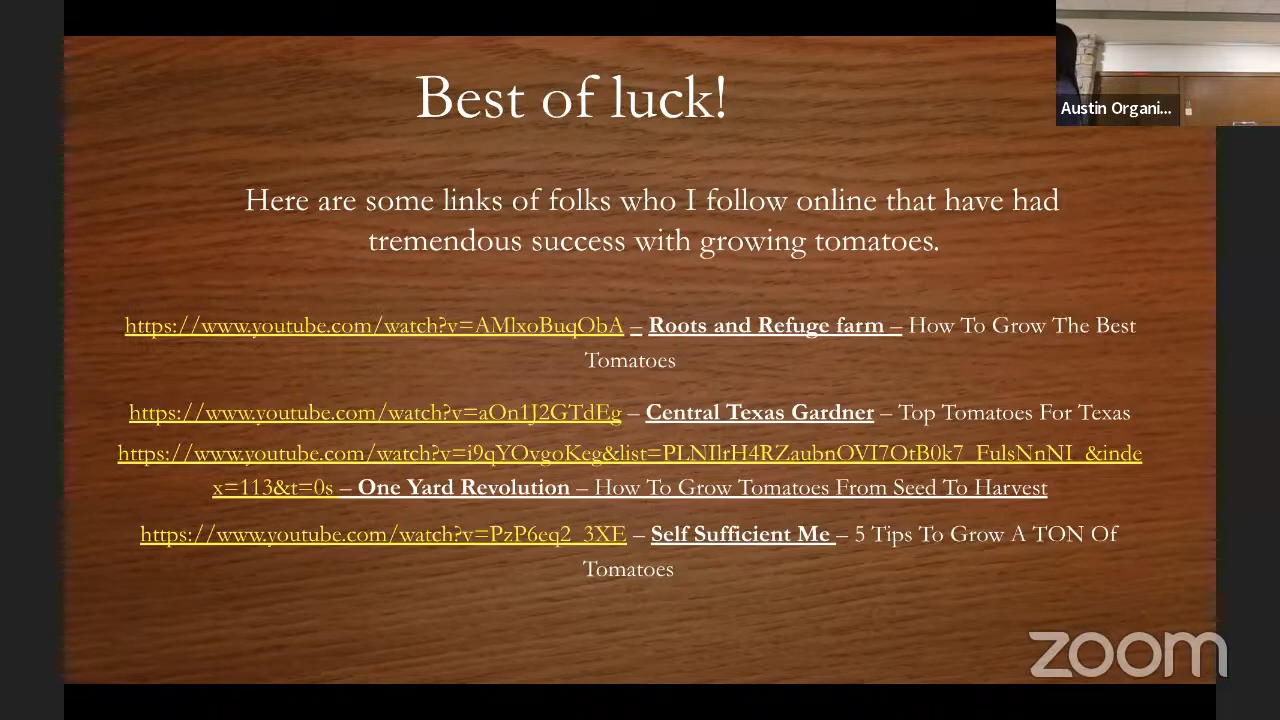 Best of luck!
Austin Organi...
Here are some links of folks who I follow online that have had
tremendous success with growing tomatoes.
https://www.youtube.com/watch?v=AMlxoBuqObA – Roots and Refuge farm – How To Grow The Best
Tomatoes
https://www.youtube.com/watch?v=aOn1J2GTdEg – Central Texas Gardner – Top Tomatoes For Texas
https://www.youtube.com/watch?v=i9qYOvgoKeg&list=PLNIlrH4RZaubnOVI7OtB0k7_FulsNnNI_&inde
x=113&t=0s – One Yard Revolution – How To Grow Tomatoes From Seed To Harvest
https://www.youtube.com/watch?v=PzP6eq2_3XE – Self Sufficient Me – 5 Tips To Grow A TON Of
Tomatoes
zoom